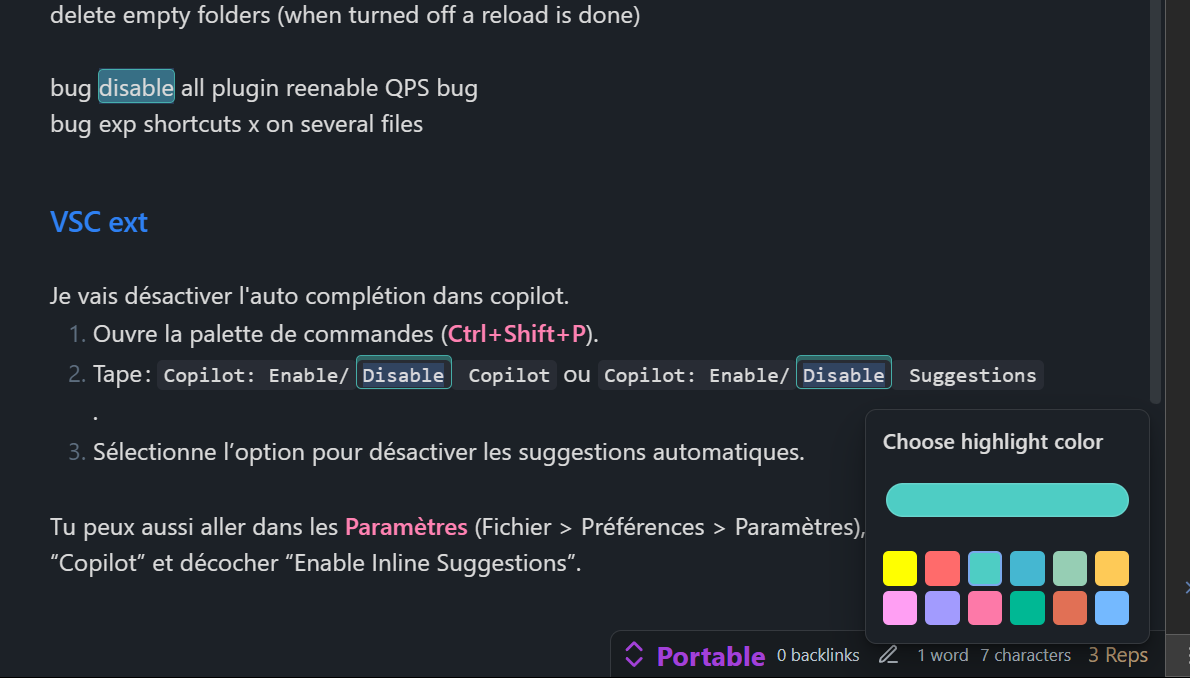 delete empty folders (when turned off a reload is done)
bug disable all plugin reenable QPS bug
bug exp shortcuts x on several files
VSC ext
Je vais désactiver l'auto complétion dans copilot.
1. Ouvre la palette de commandes (Ctrl+Shift+P).
2. Tape : Copilot: Enable/Disable Copilot ou Copilot: Enable/Disable Suggestions
.
3. Sélectionne l’option pour désactiver les suggestions automatiques.
Tu peux aussi aller dans les Paramètres (Fichier > Préférences > Paramètres),
“Copilot” et décocher “Enable Inline Suggestions”.
Choose highlight color
Portable 0 backlinks 1 word 7 characters 3 Reps